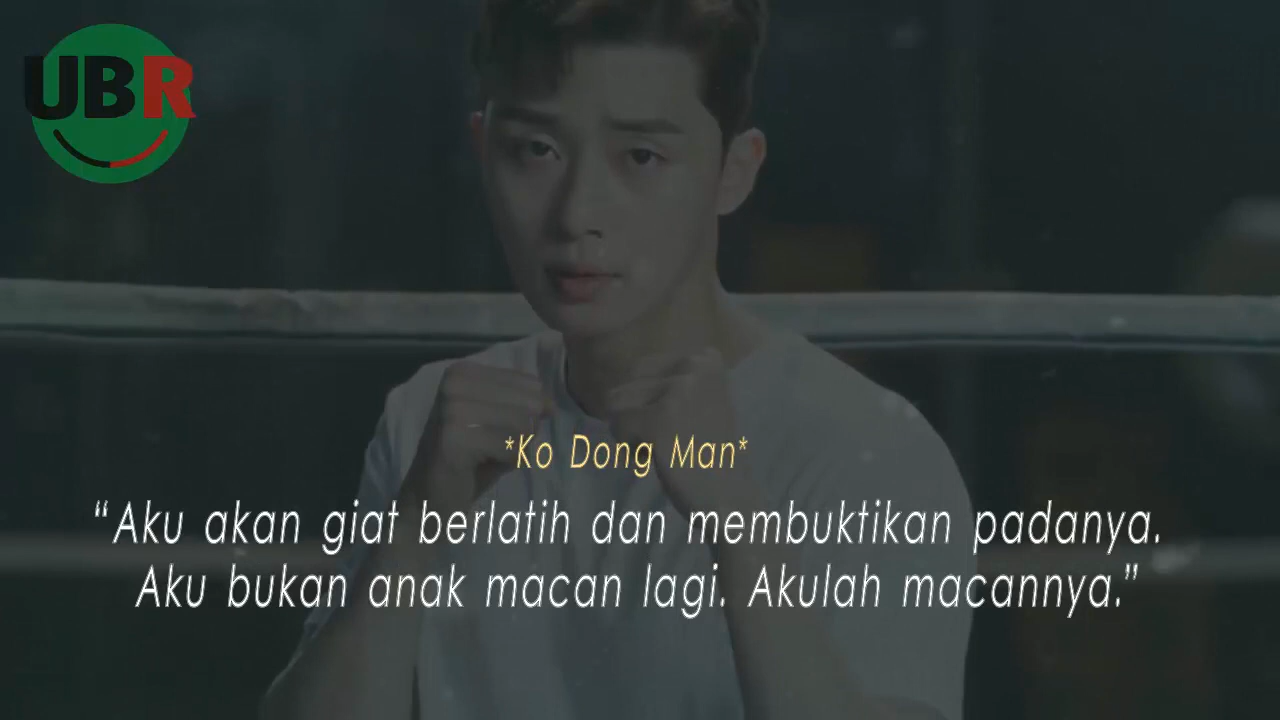 UBR
*Ko Dong Man*
“Aku akan giat berlatih dan membuktikan padanya.
Aku bukan anak macan lagi. Akulah macannya.”